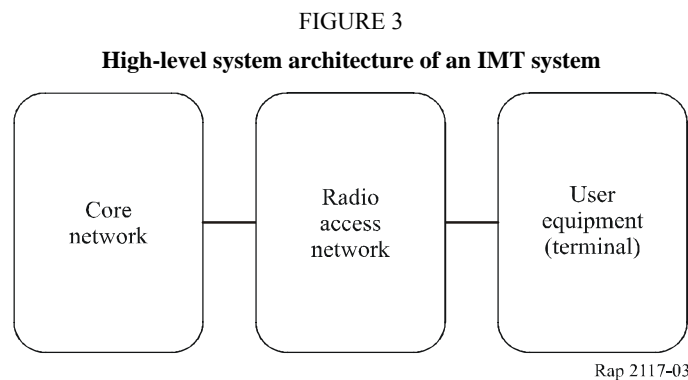 FIGURE 3
High-level system architecture of an IMT system
Core
network
Radio
access
network
User
equipment
(terminal)
Rap 2117-03